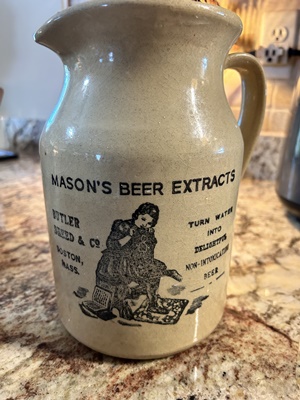 MASON'S BEER EXTRACTS
BUTLER
BREED & Co
BOSTON,
MASS.
TURN WATER
INTO
DELIGHTFUL
NON-INTOXICATING
BEER